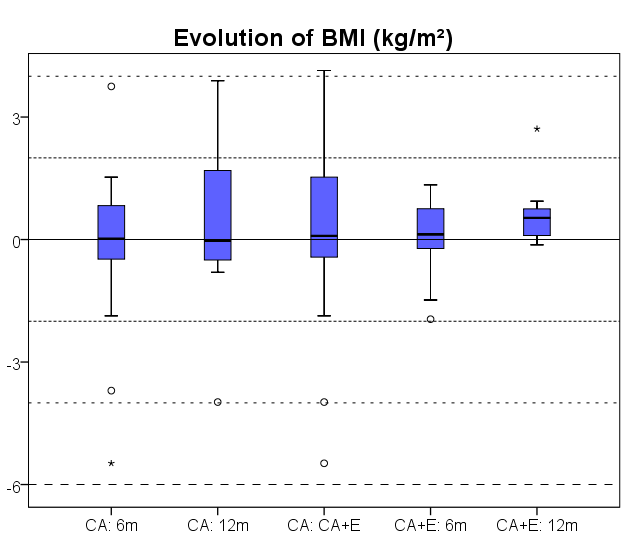 Evolution of BMI (kg/m²)
3
0
-3
-6
CA: 6m
CA: 12m
CA: CA+E
CA+E: 6m
CA+E: 12m